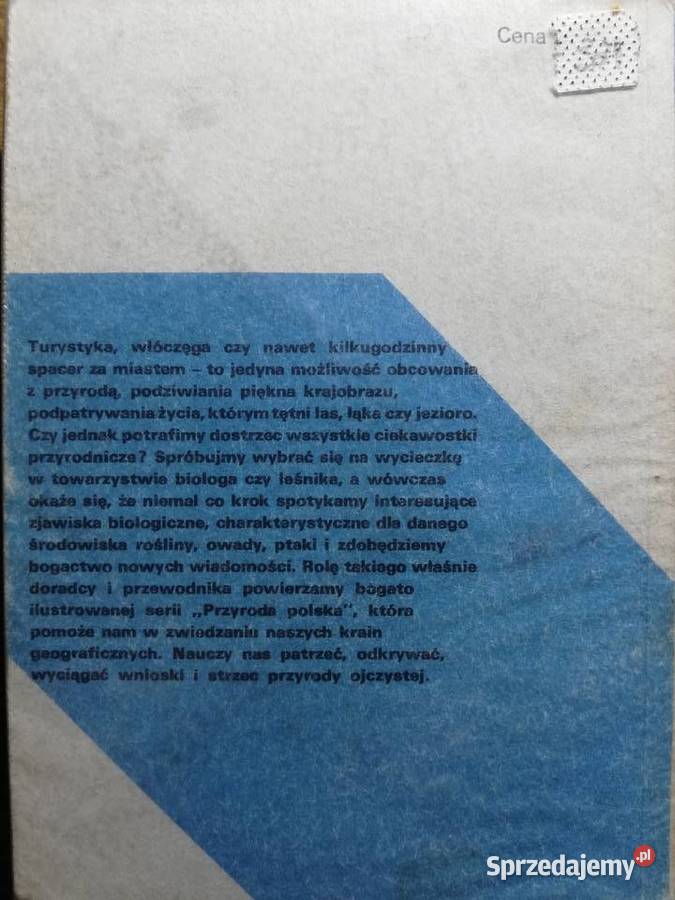 Cena
Turystyka, włóczęga czy nawet kilkugodzinny
spacer za miastem – to jedyna możliwość obcowania
z przyrodą, podziwiania piękna krajobrazu,
podpatrywania życia, którym tętni las, łąka czy jezioro.
Czy jednak potrafimy dostrzec wszystkie ciekawostki
przyrodnicze? Spróbujmy wybrać się na wycieczkę
w towarzystwie biologa czy leśnika, a wówczas
okaże się, że niemal co krok spotykamy interesujące
zjawiska biologiczne, charakterystyczne dla danego
środowiska rośliny, owady, ptaki i zdobędziemy
bogactwo nowych wiadomości. Rolę takiego właśnie
doradcy i przewodnika powierzamy bogato
ilustrowanej serii „Przyroda polska”, która
pomoże nam w zwiedzaniu naszych krain
geograficznych. Nauczy nas patrzeć, odkrywać,
wyciągać wnioski i strzec przyrody ojczystej.
Sprzedajemy.pl